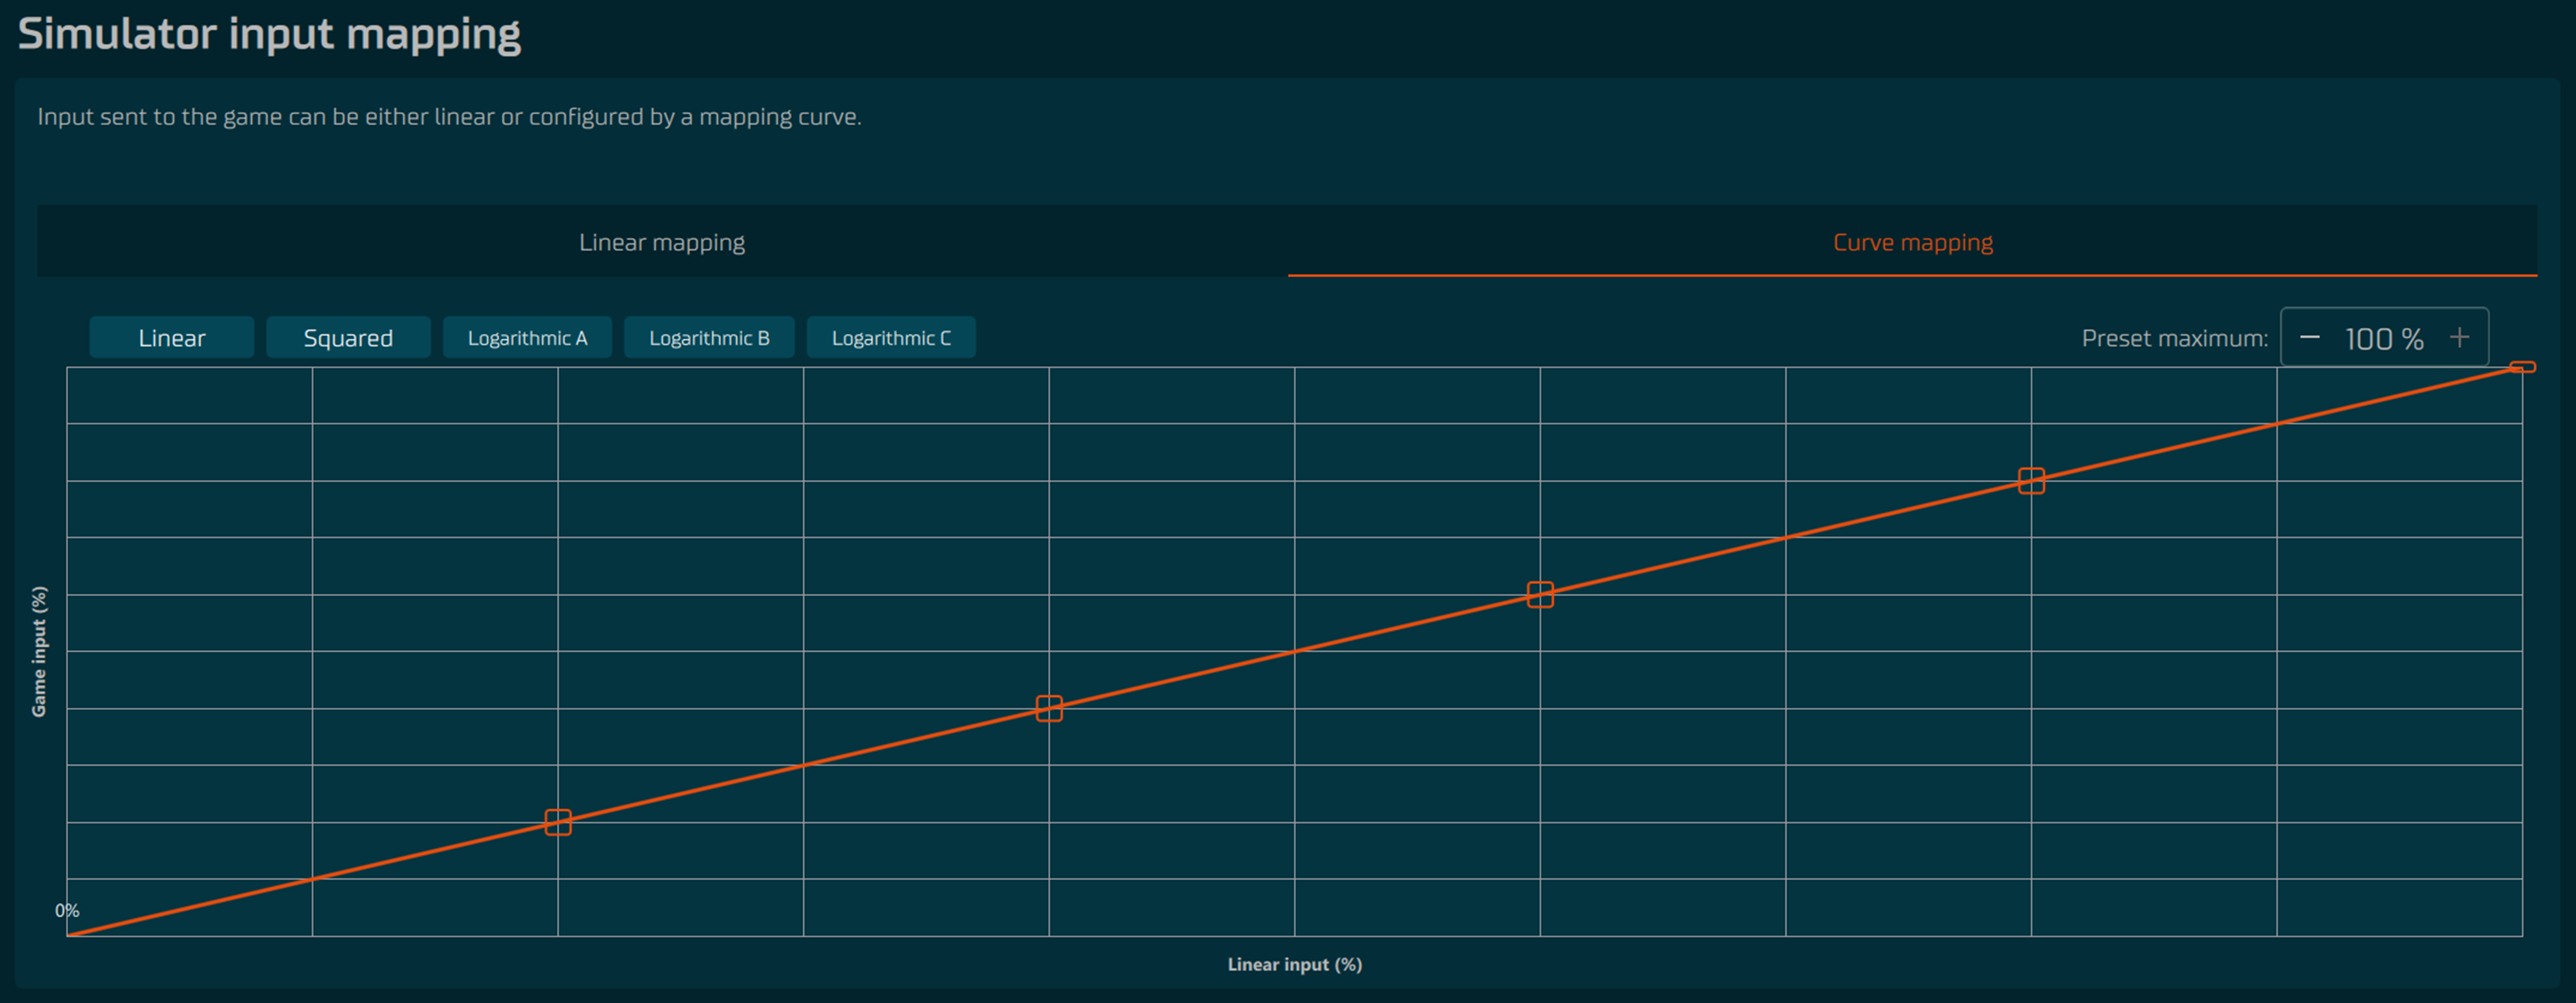 Simulator input mapping
Input sent to the game can be either linear or configured by a mapping curve.
Linear mapping
Curve mapping
Linear
Squared
Logarithmic A
Logarithmic B
Logarithmic C
Preset maximum:
− 100 % +
Game input (%)
0%
Linear input (%)